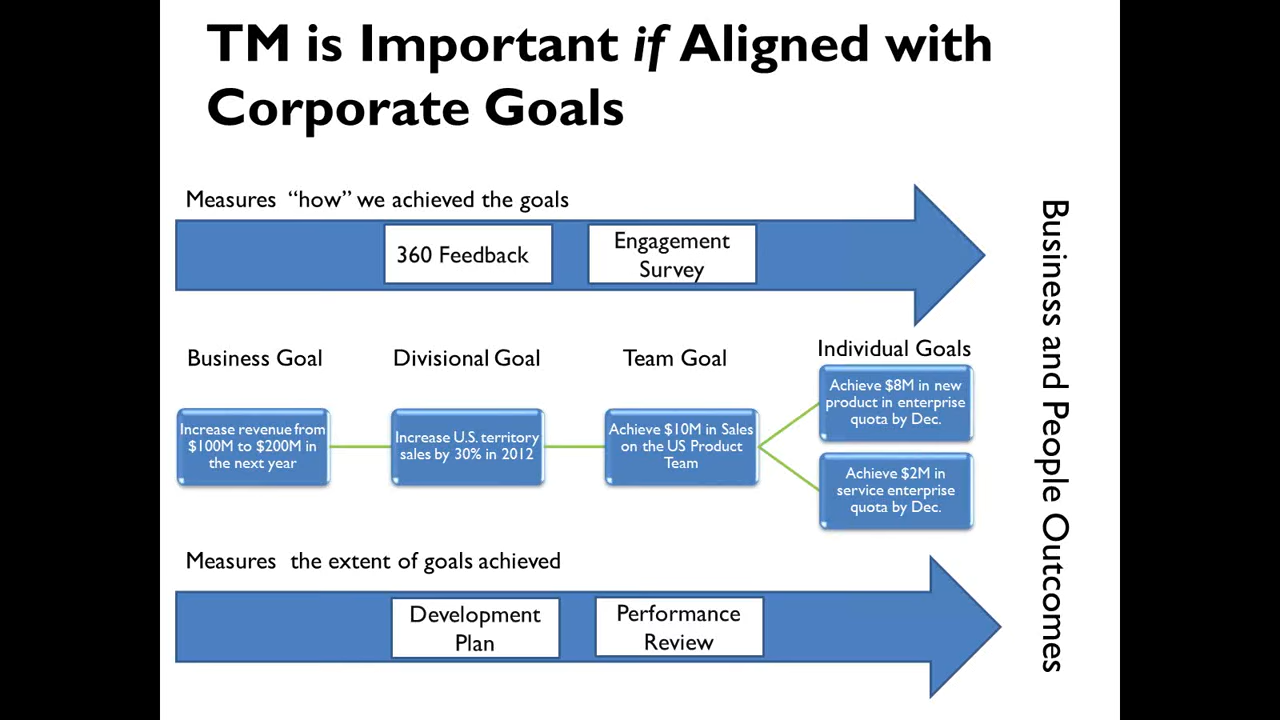 TM is Important if Aligned with
Corporate Goals
Measures “how” we achieved the goals
360 Feedback
Engagement
Survey
Business Goal
Divisional Goal
Team Goal
Individual Goals
Increase revenue from
$100M to $200M in
the next year
Increase U.S. territory
sales by 30% in 2012
Achieve $10M in Sales
on the US Product
Team
Achieve $8M in new
product in enterprise
quota by Dec.
Achieve $2M in
service enterprise
quota by Dec.
Measures the extent of goals achieved
Development
Plan
Performance
Review
Business and People Outcomes